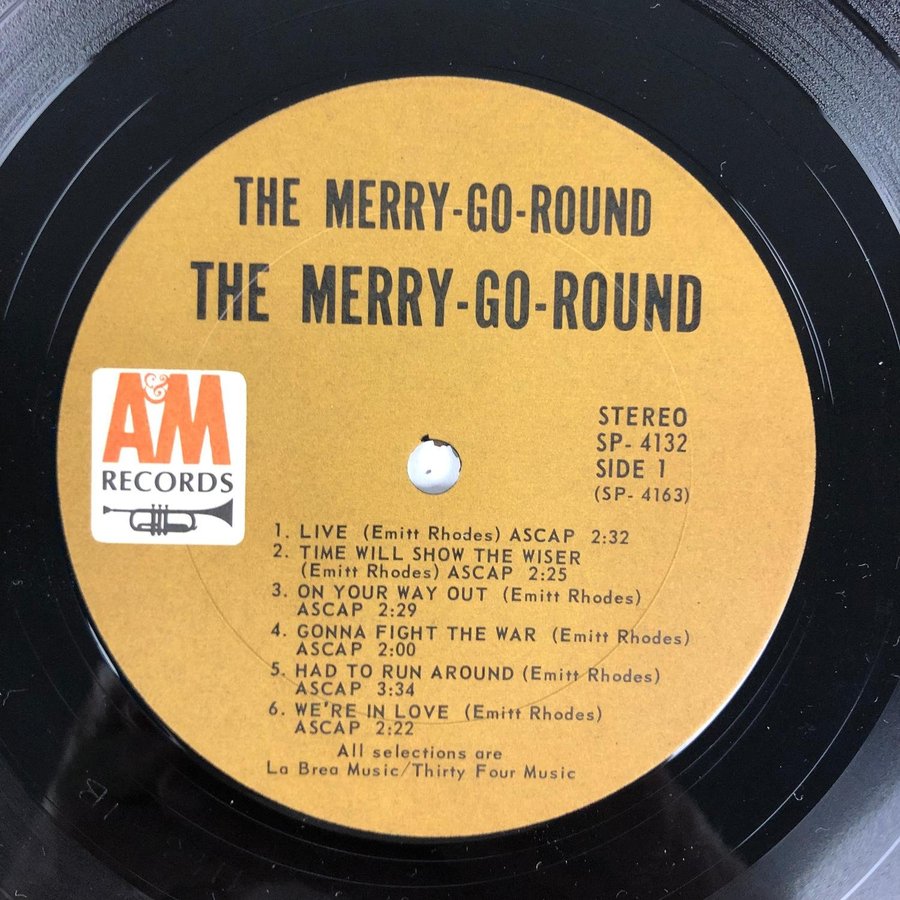 THE MERRY-GO-ROUND
THE MERRY-GO-ROUND
A&M
RECORDS
STEREO
SP- 4132
SIDE 1
(SP- 4163)
1. LIVE (Emitt Rhodes) ASCAP 2:32
2. TIME WILL SHOW THE WISER
(Emitt Rhodes) ASCAP 2:25
3. ON YOUR WAY OUT (Emitt Rhodes)
ASCAP 2:29
4. GONNA FIGHT THE WAR (Emitt Rhodes)
ASCAP 2:00
5. HAD TO RUN AROUND (Emitt Rhodes)
ASCAP 3:34
6. WE'RE IN LOVE (Emitt Rhodes)
ASCAP 2:22
All selections are
La Brea Music/Thirty Four Music